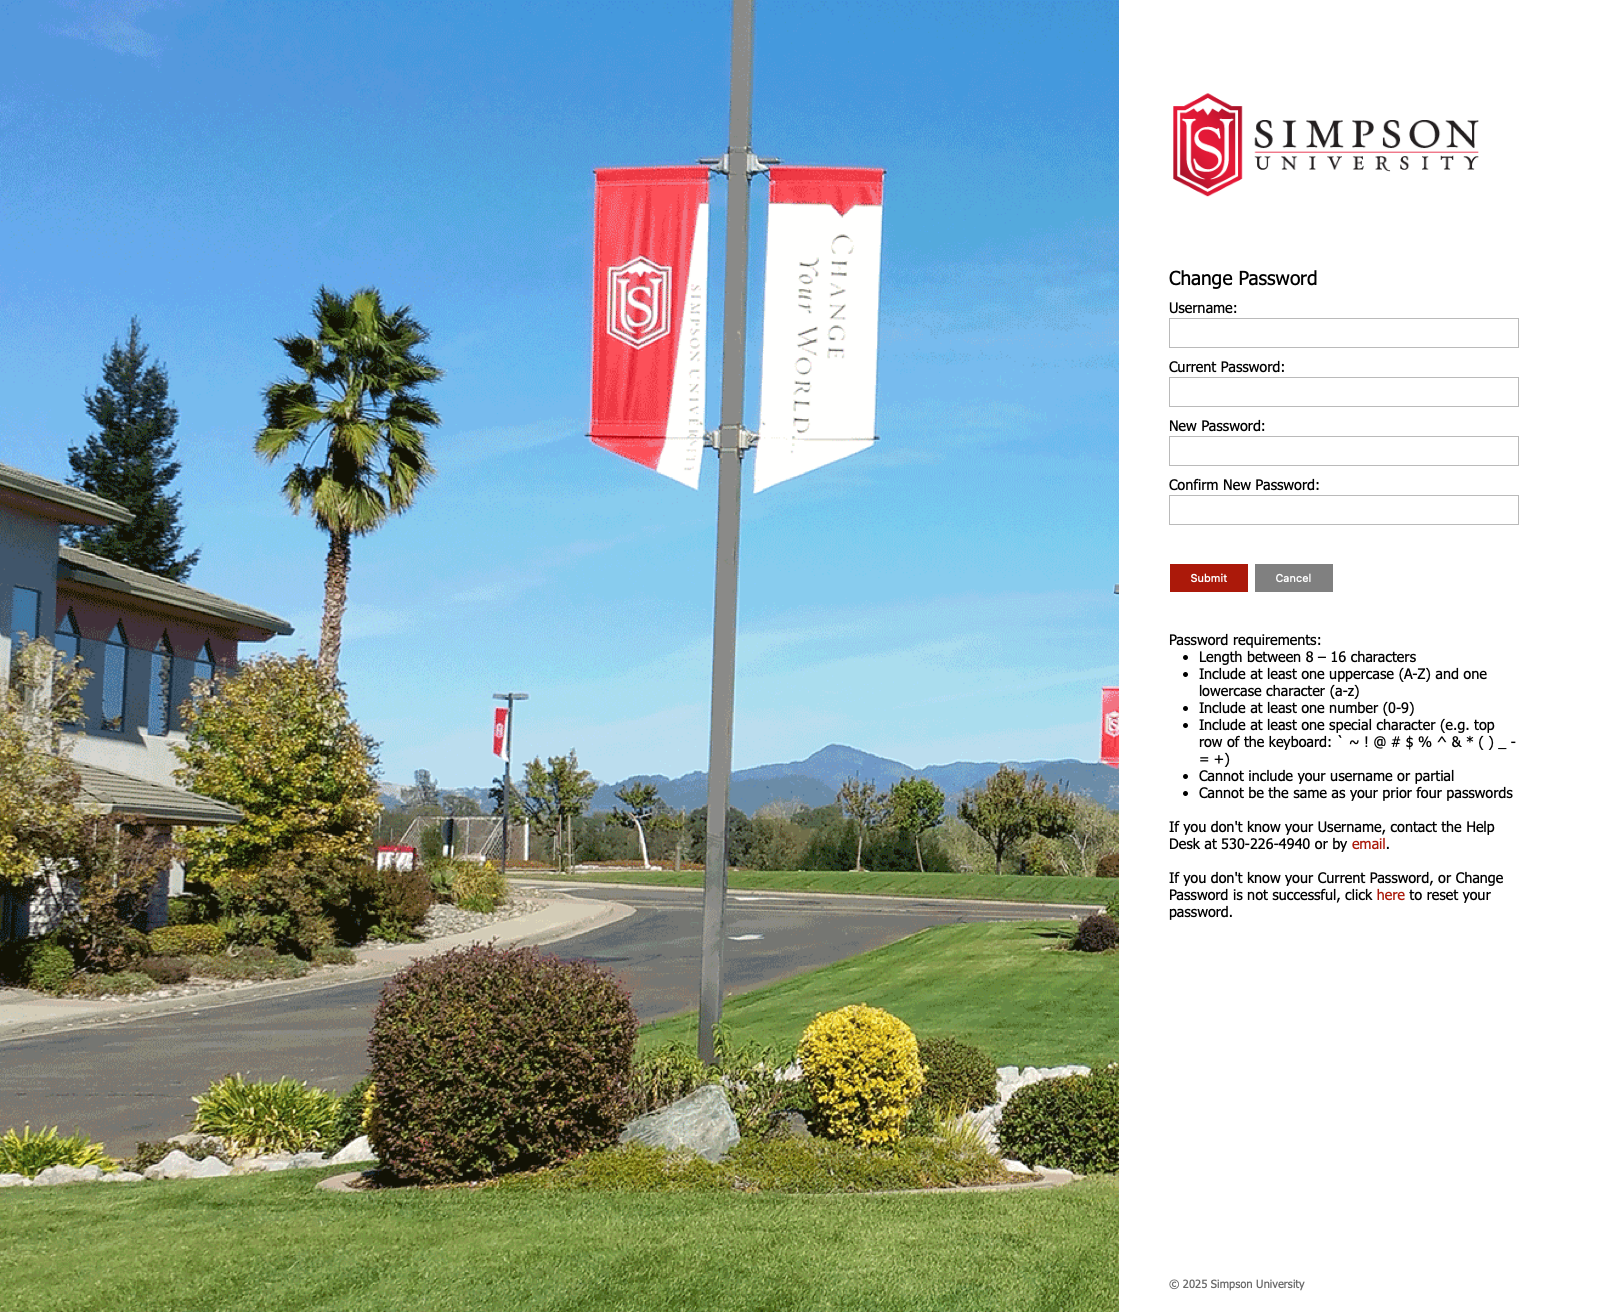 SIMPSON
UNIVERSITY
CHANGE
Your World...
SIMPSON UNIVERSITY
Change Password
Username:
Current Password:
New Password:
Confirm New Password:
Submit
Cancel
Password requirements:
• Length between 8 – 16 characters
• Include at least one uppercase (A-Z) and one
lowercase character (a-z)
• Include at least one number (0-9)
• Include at least one special character (e.g. top
row of the keyboard: ` ~ ! @ # $ % ^ & * ( ) _ -
= +)
• Cannot include your username or partial
• Cannot be the same as your prior four passwords
If you don't know your Username, contact the Help
Desk at 530-226-4940 or by email.
If you don't know your Current Password, or Change
Password is not successful, click here to reset your
password.
© 2025 Simpson University